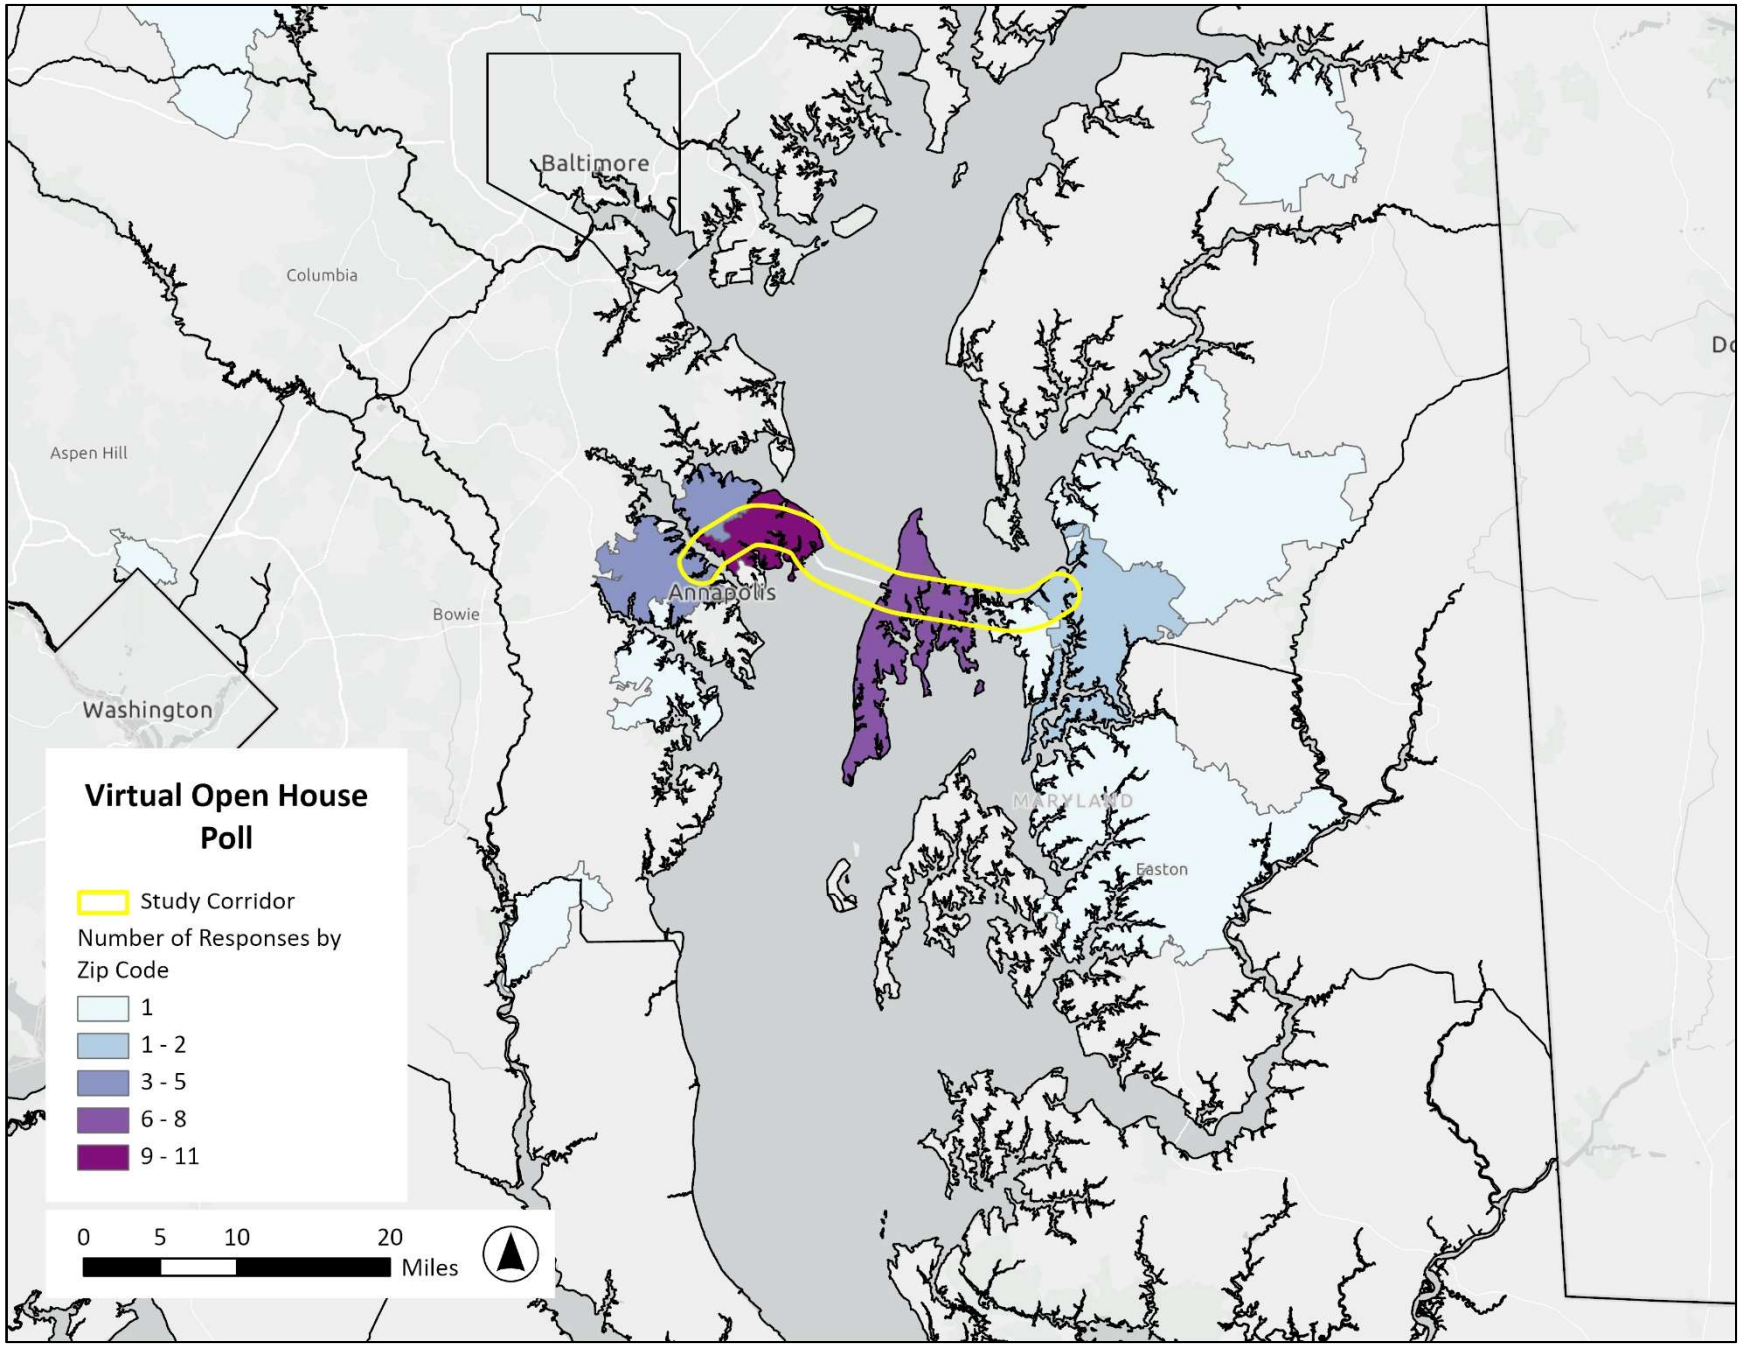 Baltimore
Columbia
Do
Aspen Hill
Annapolis
Bowie
Washington
MARYLAND
Easton
Virtual Open House
Poll
Study Corridor
Number of Responses by
Zip Code
1
1 - 2
3 - 5
6 - 8
9 - 11
0 5 10 20
Miles